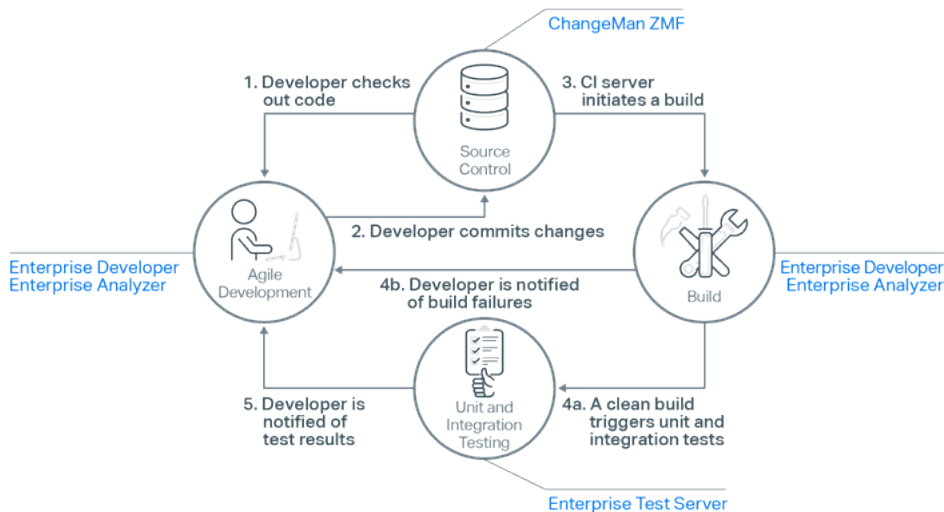 ChangeMan ZMF
1. Developer checks
out code
3. CI server
initiates a build
Source
Control
2. Developer commits changes
Enterprise Developer
Enterprise Analyzer
Agile
Development
4b. Developer is notified
of build failures
Build
Enterprise Developer
Enterprise Analyzer
5. Developer is
notified of
test results
Unit and
Integration
Testing
4a. A clean build
triggers unit and
integration tests
Enterprise Test Server